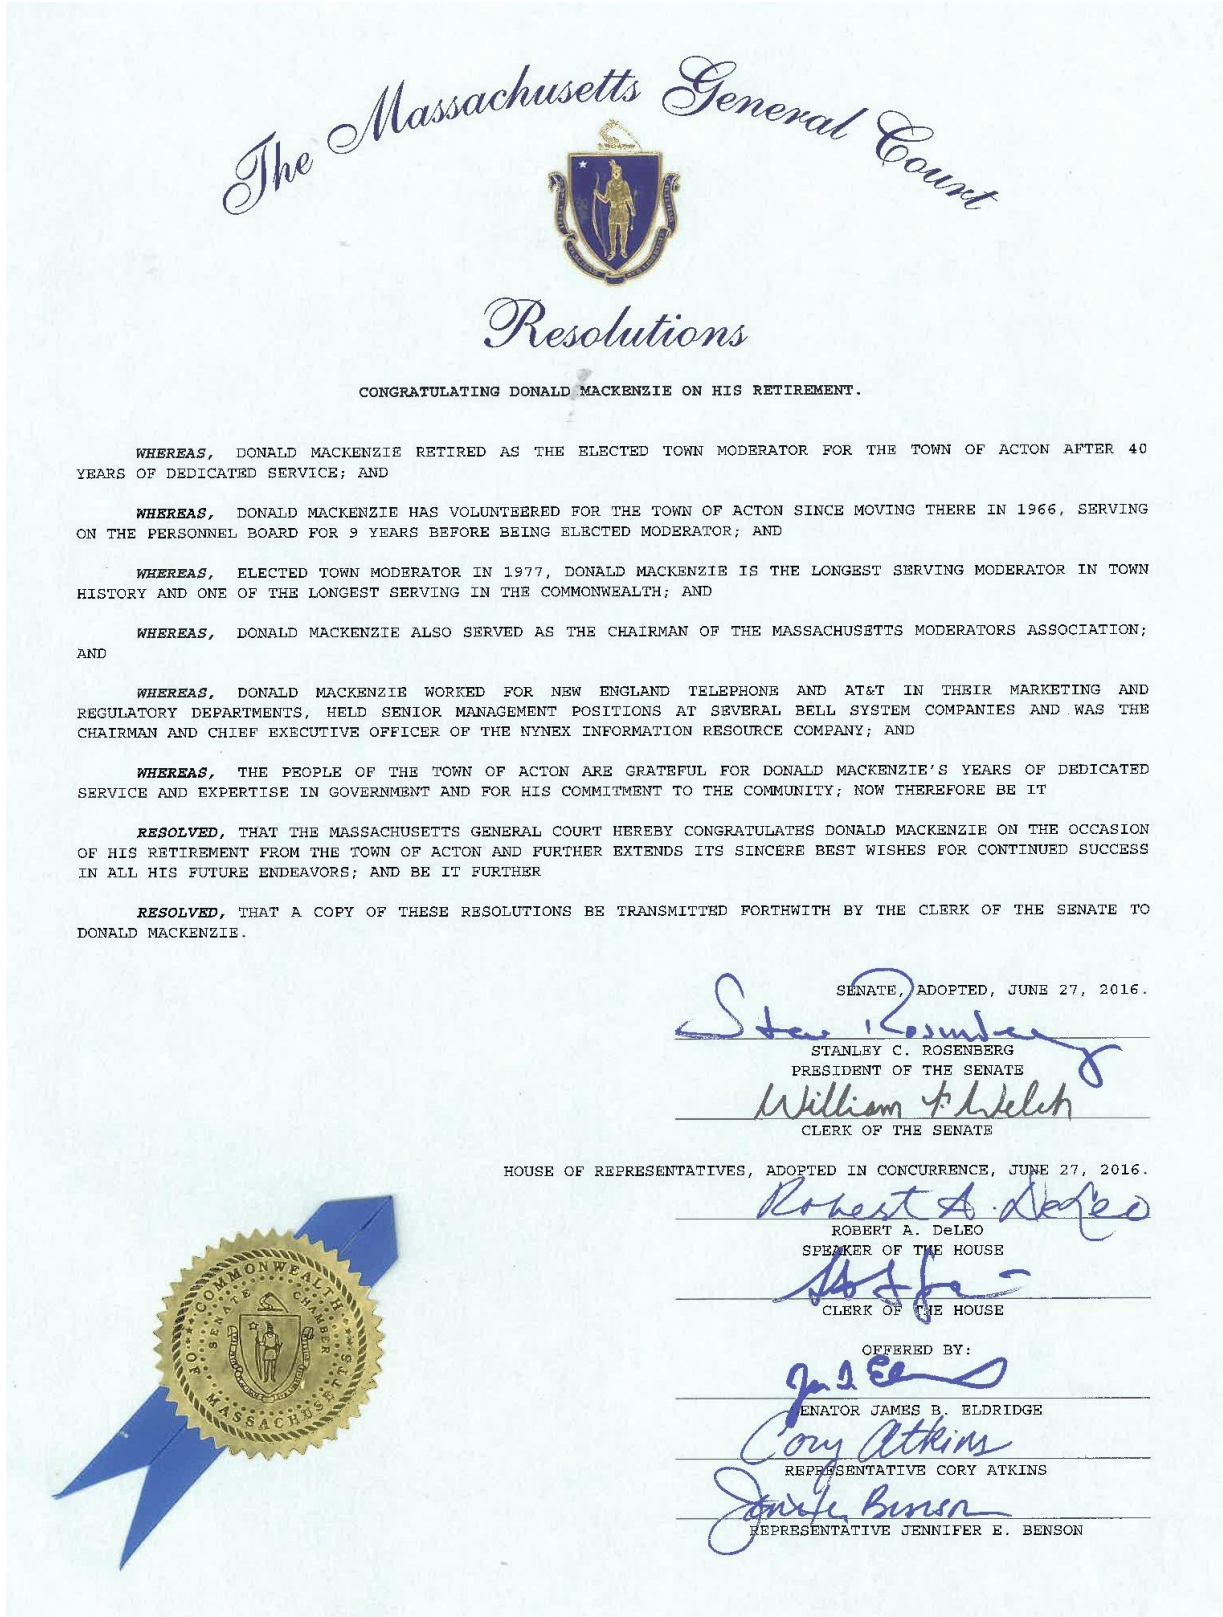 The Massachusetts General Court
Resolutions
CONGRATULATING DONALD MACKENZIE ON HIS RETIREMENT.
WHEREAS, DONALD MACKENZIE RETIRED AS THE ELECTED TOWN MODERATOR FOR THE TOWN OF ACTON AFTER 40
YEARS OF DEDICATED SERVICE; AND
WHEREAS, DONALD MACKENZIE HAS VOLUNTEERED FOR THE TOWN OF ACTON SINCE MOVING THERE IN 1966, SERVING
ON THE PERSONNEL BOARD FOR 9 YEARS BEFORE BEING ELECTED MODERATOR; AND
WHEREAS, ELECTED TOWN MODERATOR IN 1977, DONALD MACKENZIE IS THE LONGEST SERVING MODERATOR IN TOWN
HISTORY AND ONE OF THE LONGEST SERVING IN THE COMMONWEALTH; AND
WHEREAS, DONALD MACKENZIE ALSO SERVED AS THE CHAIRMAN OF THE MASSACHUSETTS MODERATORS ASSOCIATION;
AND
WHEREAS, DONALD MACKENZIE WORKED FOR NEW ENGLAND TELEPHONE AND AT&T IN THEIR MARKETING AND
REGULATORY DEPARTMENTS, HELD SENIOR MANAGEMENT POSITIONS AT SEVERAL BELL SYSTEM COMPANIES AND WAS THE
CHAIRMAN AND CHIEF EXECUTIVE OFFICER OF THE NYNEX INFORMATION RESOURCE COMPANY; AND
WHEREAS, THE PEOPLE OF THE TOWN OF ACTON ARE GRATEFUL FOR DONALD MACKENZIE'S YEARS OF DEDICATED
SERVICE AND EXPERTISE IN GOVERNMENT AND FOR HIS COMMITMENT TO THE COMMUNITY; NOW THEREFORE BE IT
RESOLVED, THAT THE MASSACHUSETTS GENERAL COURT HEREBY CONGRATULATES DONALD MACKENZIE ON THE OCCASION
OF HIS RETIREMENT FROM THE TOWN OF ACTON AND FURTHER EXTENDS ITS SINCERE BEST WISHES FOR CONTINUED SUCCESS
IN ALL HIS FUTURE ENDEAVORS; AND BE IT FURTHER
RESOLVED, THAT A COPY OF THESE RESOLUTIONS BE TRANSMITTED FORTHWITH BY THE CLERK OF THE SENATE TO
DONALD MACKENZIE.
SENATE, ADOPTED, JUNE 27, 2016.
Stan Rosenberg
STANLEY C. ROSENBERG
PRESIDENT OF THE SENATE
William F. Welch
CLERK OF THE SENATE
HOUSE OF REPRESENTATIVES, ADOPTED IN CONCURRENCE, JUNE 27, 2016.
Robert A. DeLeo
ROBERT A. DeLEO
SPEAKER OF THE HOUSE
CLERK OF THE HOUSE
OFFERED BY:
SENATOR JAMES B. ELDRIDGE
Cory Atkins
REPRESENTATIVE CORY ATKINS
Jennifer Benson
REPRESENTATIVE JENNIFER E. BENSON
COMMONWEALTH OF MASSACHUSETTS
SENATE CHAMBER